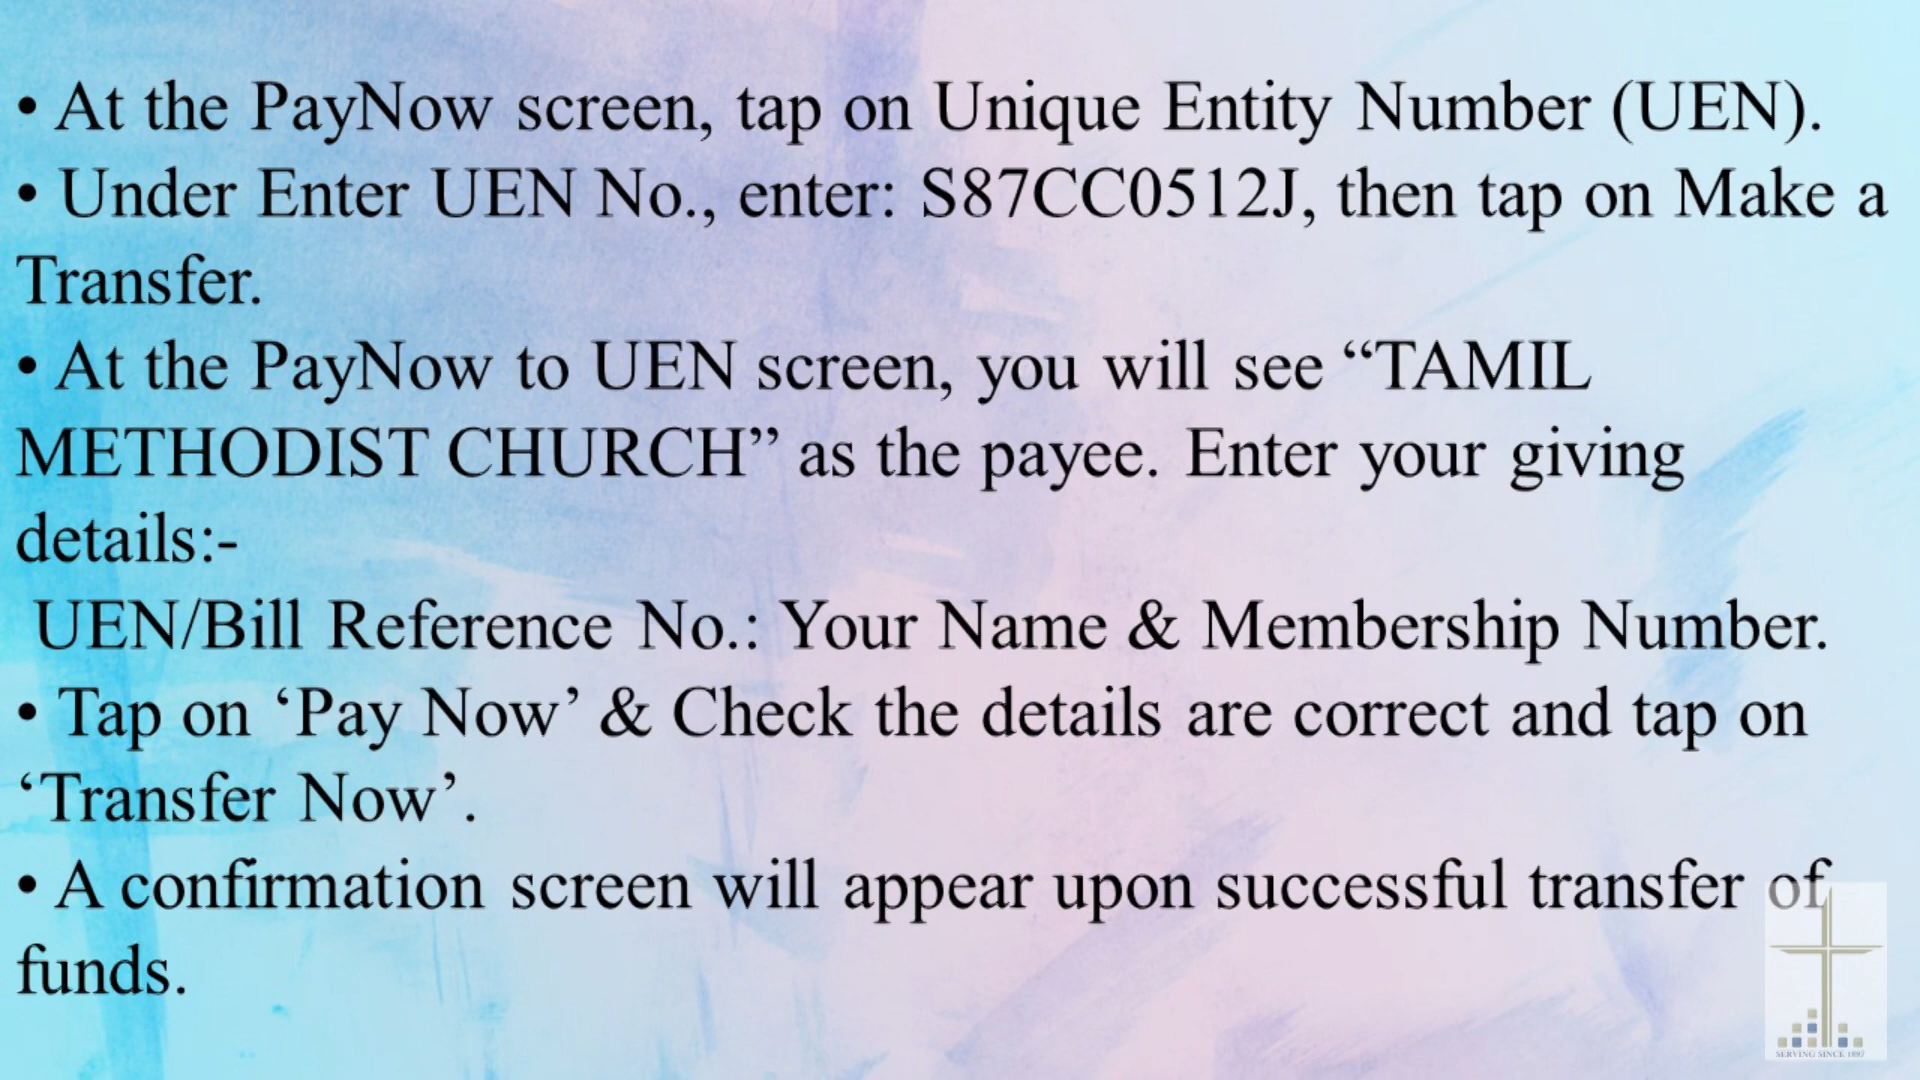 • At the PayNow screen, tap on Unique Entity Number (UEN).
• Under Enter UEN No., enter: S87CC0512J, then tap on Make a
Transfer.
• At the PayNow to UEN screen, you will see “TAMIL
METHODIST CHURCH” as the payee. Enter your giving
details:-
UEN/Bill Reference No.: Your Name & Membership Number.
• Tap on ‘Pay Now’ & Check the details are correct and tap on
‘Transfer Now’.
• A confirmation screen will appear upon successful transfer of
funds.
SERVING SINCE 1887